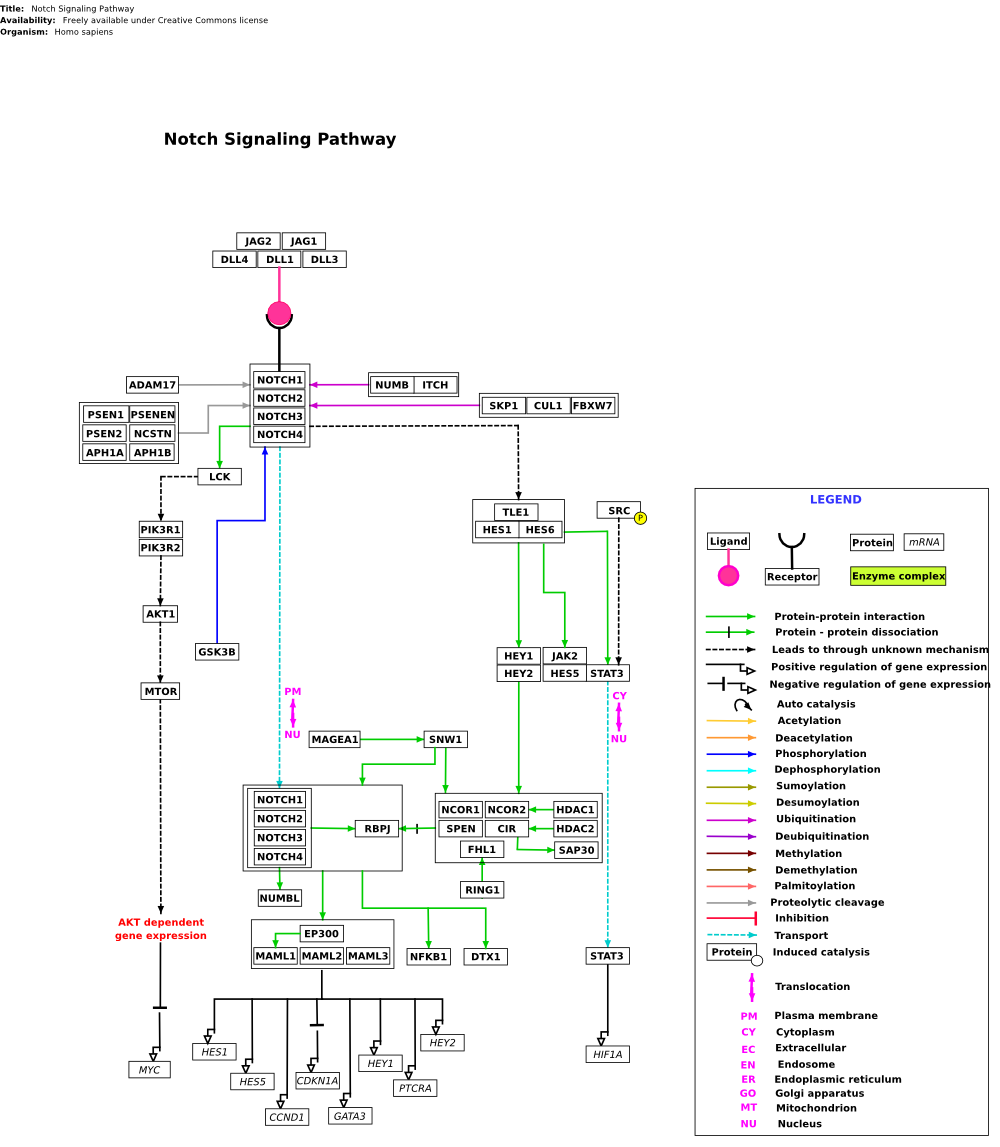 Title: Notch Signaling Pathway
Availability: Freely available under Creative Commons license
Organism: Homo sapiens
Notch Signaling Pathway
JAG2 JAG1
DLL4 DLL1 DLL3
NOTCH1
NOTCH2
NOTCH3
NOTCH4
ADAM17
PSEN1 PSENEN
PSEN2 NCSTN
APH1A APH1B
NUMB ITCH
SKP1 CUL1 FBXW7
LCK
PIK3R1
PIK3R2
AKT1
MTOR
GSK3B
TLE1
HES1 HES6
SRC
P
HEY1 JAK2
HEY2 HES5 STAT3
PM
NU
CY
NU
MAGEA1 SNW1
NOTCH1
NOTCH2
NOTCH3
NOTCH4
RBPJ
NCOR1 NCOR2 HDAC1
SPEN CIR HDAC2
FHL1 SAP30
RING1
NUMBL
AKT dependent
gene expression
EP300
MAML1 MAML2 MAML3
NFKB1 DTX1 STAT3
MYC
HES1
HES5
CCND1
CDKN1A
GATA3
HEY1
PTCRA
HEY2
HIF1A
LEGEND
Ligand
Receptor
Protein mRNA
Enzyme complex
Protein-protein interaction
Protein - protein dissociation
Leads to through unknown mechanism
Positive regulation of gene expression
Negative regulation of gene expression
Auto catalysis
Acetylation
Deacetylation
Phosphorylation
Dephosphorylation
Sumoylation
Desumoylation
Ubiquitination
Deubiquitination
Methylation
Demethylation
Palmitoylation
Proteolytic cleavage
Inhibition
Transport
Protein Induced catalysis
Translocation
PM Plasma membrane
CY Cytoplasm
EC Extracellular
EN Endosome
ER Endoplasmic reticulum
GO Golgi apparatus
MT Mitochondrion
NU Nucleus